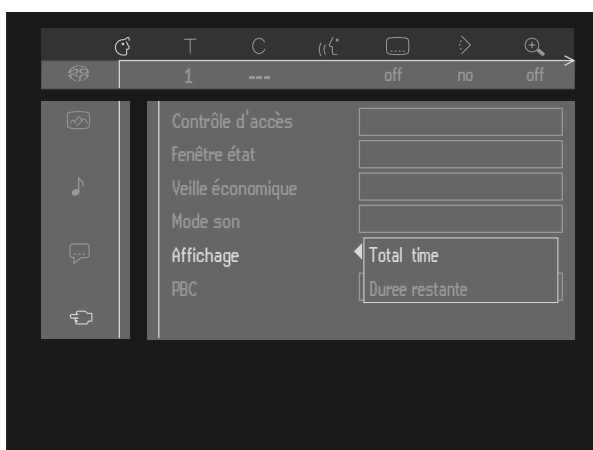 T C
1 --- off no off
Contrôle d'accès
Fenêtre état
Veille économique
Mode son
Affichage Total time
PBC Duree restante